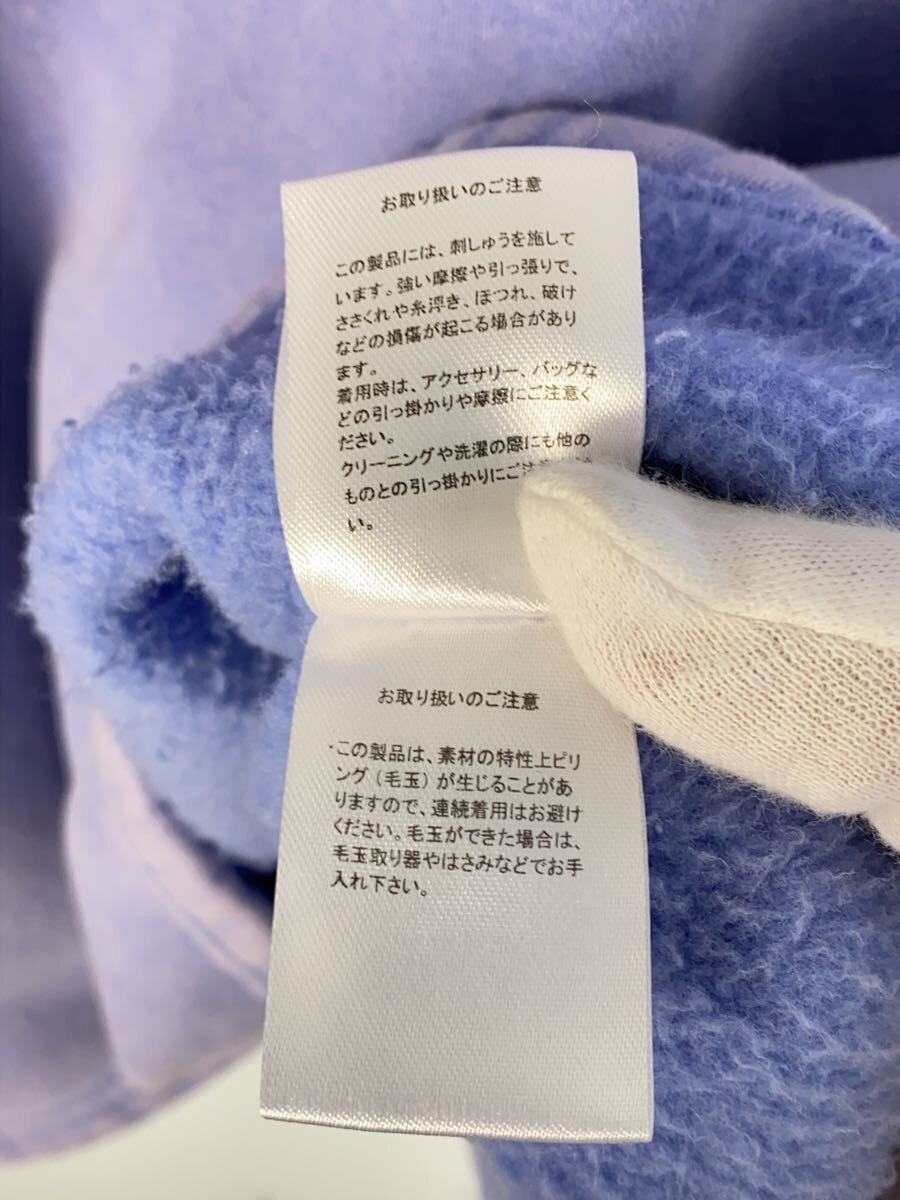 お取り扱いのご注意
この製品には、刺しゅうを施して
います。強い摩擦や引っ張りで、
ささくれや糸浮き、ほつれ、破け
などの損傷が起こる場合があり
ます。
着用時は、アクセサリー、バッグな
どの引っ掛かりや摩擦にご注意く
ださい。
クリーニングや洗濯の際にも他の
ものとの引っ掛かりにご注意
い。
お取り扱いのご注意
・この製品は、素材の特性上ピリ
ング（毛玉）が生じることがあ
りますので、連続着用はお避け
ください。毛玉ができた場合は、
毛玉取り器やはさみなどでお手
入れ下さい。